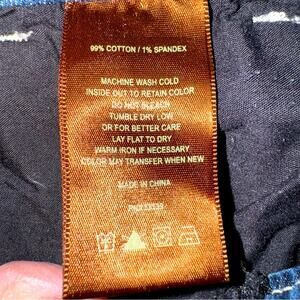 99% COTTON / 1% SPANDEX
MACHINE WASH COLD
INSIDE OUT TO RETAIN COLOR
DO NOT BLEACH
TUMBLE DRY LOW
OR FOR BETTER CARE
LAY FLAT TO DRY
WARM IRON IF NECESSARY
COLOR MAY TRANSFER WHEN NEW
MADE IN CHINA